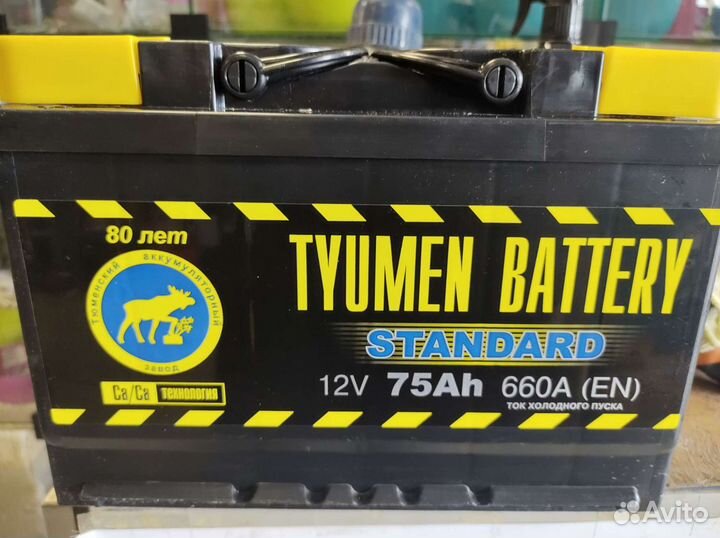 80 лет
Тюменский аккумуляторный завод
Ca/Ca технология
TYUMEN BATTERY
STANDARD
12V 75Ah 660A (EN)
ТОК ХОЛОДНОГО ПУСКА
Avito